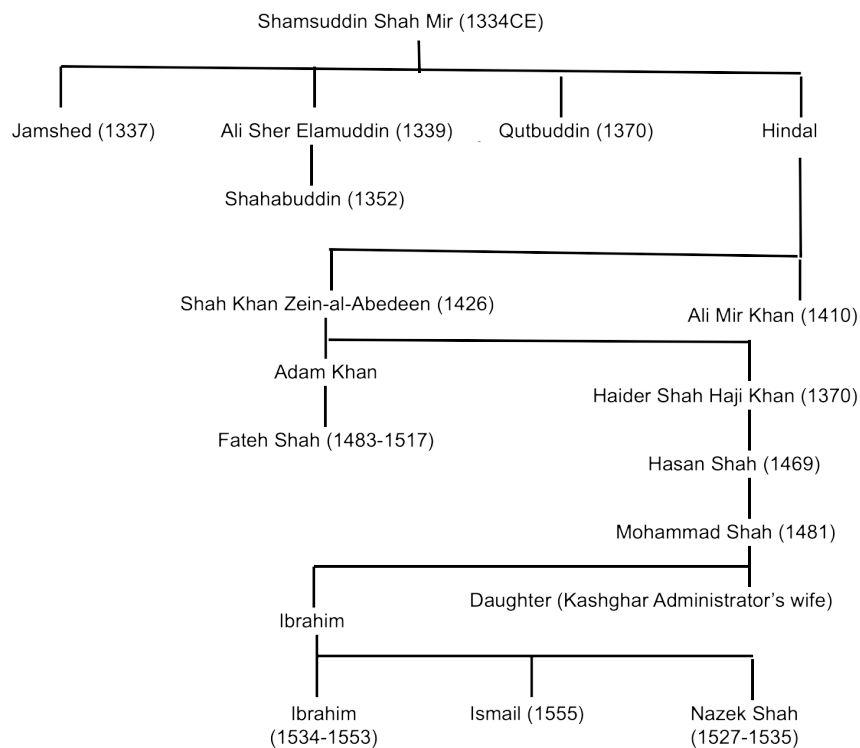 Shamsuddin Shah Mir (1334CE)
Jamshed (1337)
Ali Sher Elamuddin (1339)
Qutbuddin (1370)
Hindal
Shahabuddin (1352)
Shah Khan Zein-al-Abedeen (1426)
Ali Mir Khan (1410)
Adam Khan
Haider Shah Haji Khan (1370)
Fateh Shah (1483-1517)
Hasan Shah (1469)
Mohammad Shah (1481)
Daughter (Kashghar Administrator’s wife)
Ibrahim
Ibrahim
(1534-1553)
Ismail (1555)
Nazek Shah
(1527-1535)